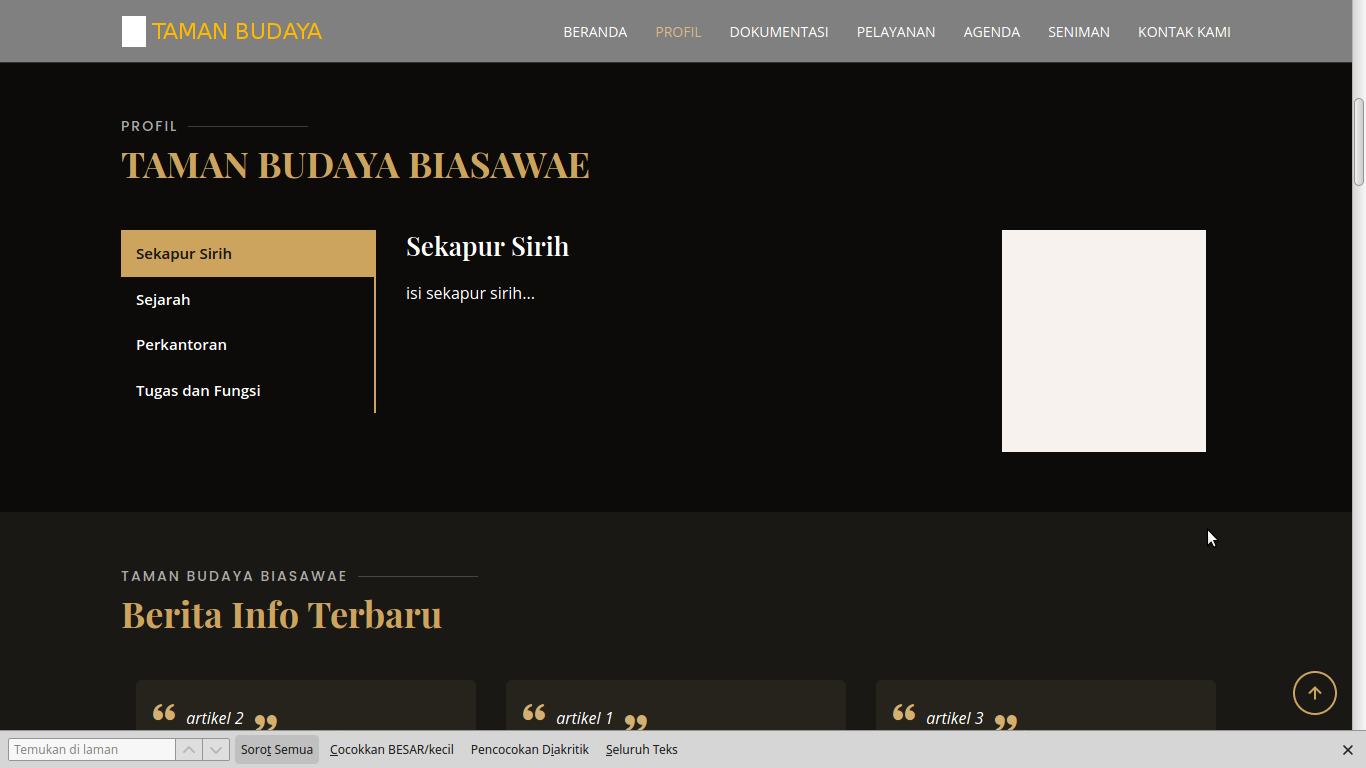 TAMAN BUDAYA
BERANDA PROFIL DOKUMENTASI PELAYANAN AGENDA SENIMAN KONTAK KAMI
PROFIL
TAMAN BUDAYA BIASAWAE
Sekapur Sirih
Sejarah
Perkantoran
Tugas dan Fungsi
Sekapur Sirih
isi sekapur sirih...
TAMAN BUDAYA BIASAWAE
Berita Info Terbaru
“ artikel 2 ”
“ artikel 1 ”
“ artikel 3 ”
Temukan di laman Sorot Semua Cocokkan BESAR/kecil Pencocokan Diakritik Seluruh Teks